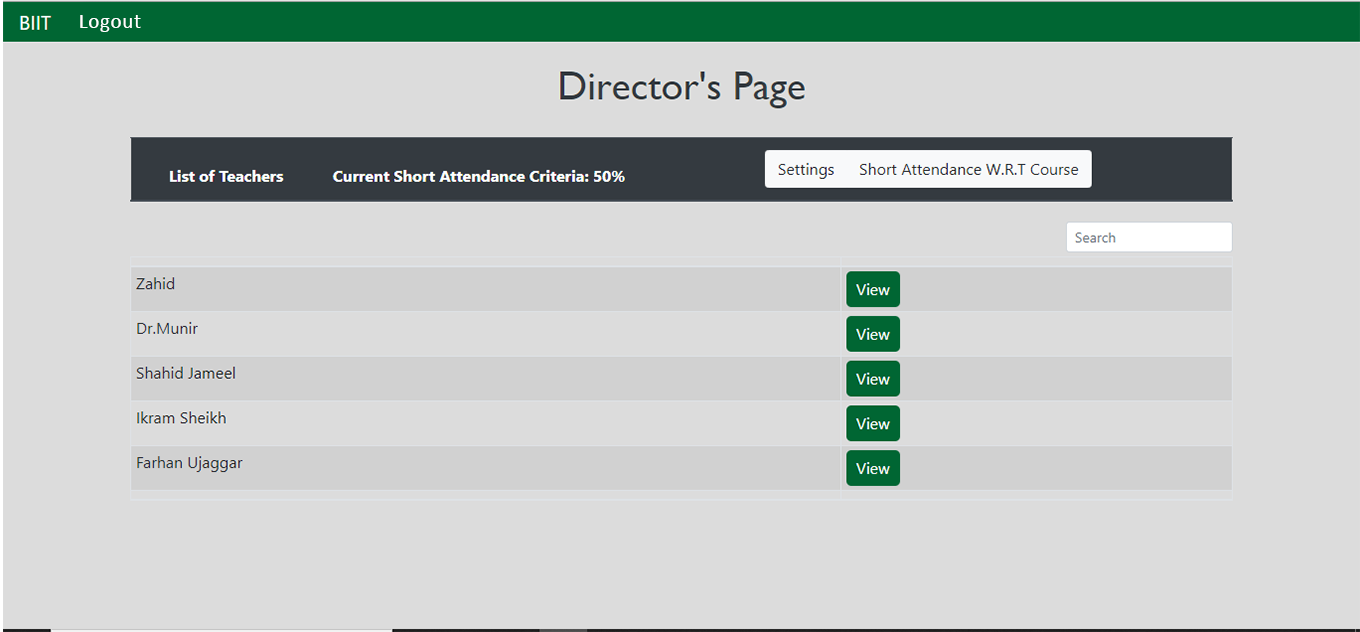 BIIT Logout
Director's Page
List of Teachers Current Short Attendance Criteria: 50% Settings Short Attendance W.R.T Course
Search
Zahid View
Dr.Munir View
Shahid Jameel View
Ikram Sheikh View
Farhan Ujaggar View